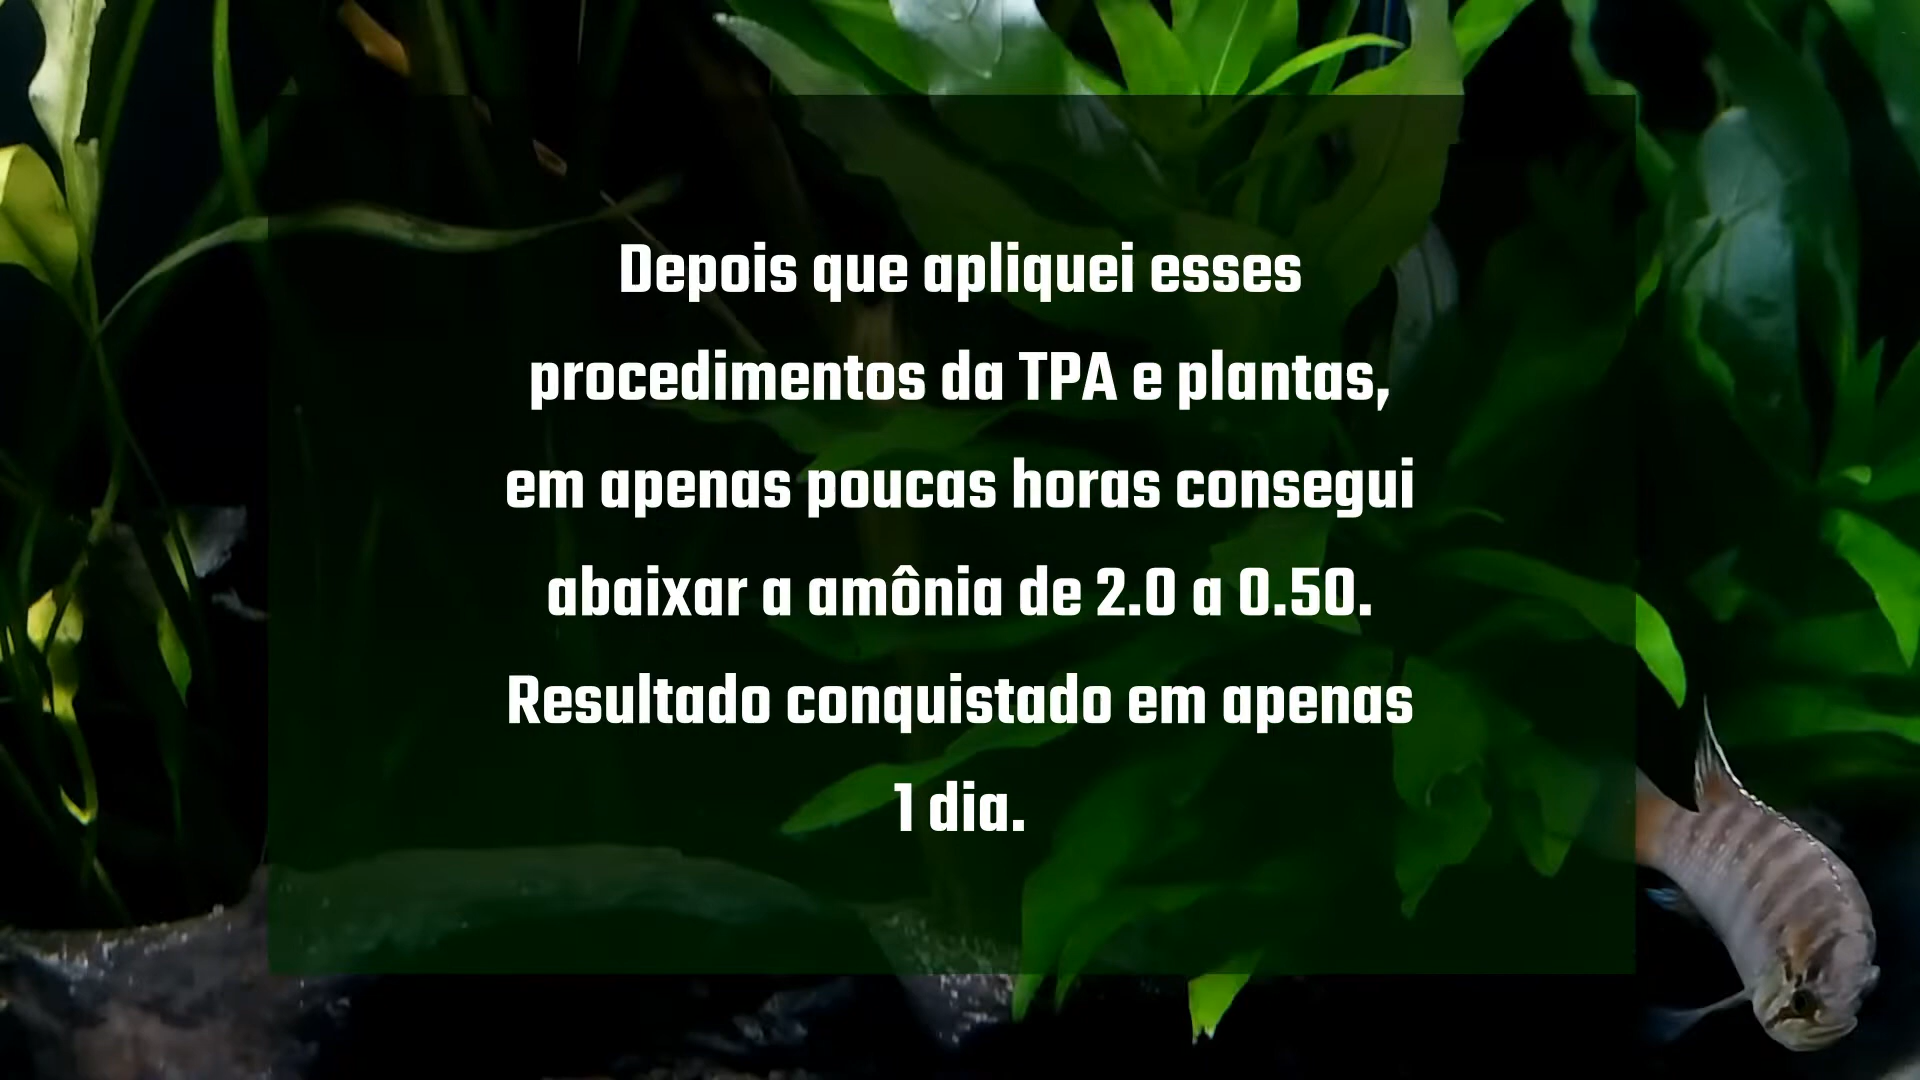 Depois que apliquei esses
procedimentos da TPA e plantas,
em apenas poucas horas consegui
abaixar a amônia de 2.0 a 0.50.
Resultado conquistado em apenas
1 dia.